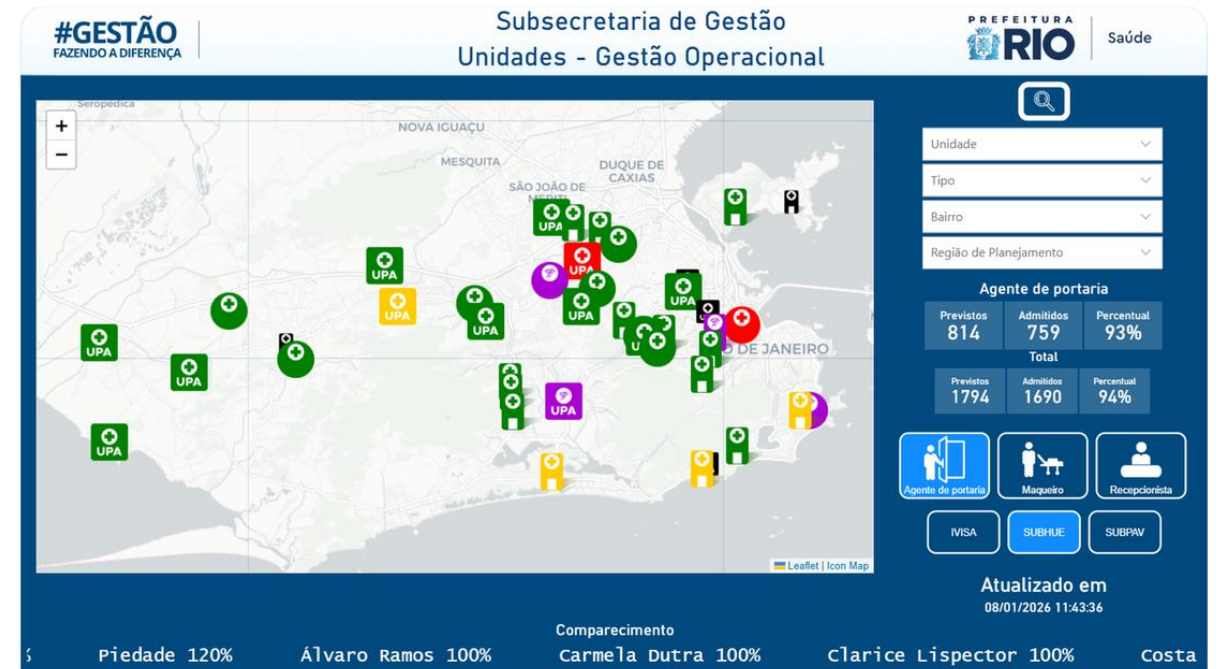 #GESTÃO
FAZENDO A DIFERENÇA
Subsecretaria de Gestão
Unidades - Gestão Operacional
PREFEITURA
RIO
Saúde
+
−
Seropédica
NOVA IGUAÇU
MESQUITA
DUQUE DE
CAXIAS
SÃO JOÃO DE
MERITI
UPA
UPA
UPA
UPA
UPA
UPA
UPA
UPA
UPA
UPA
UPA
UPA
DE JANEIRO
Leaflet | Icon Map
Unidade
Tipo
Bairro
Região de Planejamento
Agente de portaria
Previstos Admitidos Percentual
814 759 93%
Total
Previstos Admitidos Percentual
1794 1690 94%
Agente de portaria Maqueiro Recepcionista
IVISA SUBHUE SUBPAV
Atualizado em
08/01/2026 11:43:36
Comparecimento
Piedade 120% Álvaro Ramos 100% Carmela Dutra 100% Clarice Lispector 100% Costa